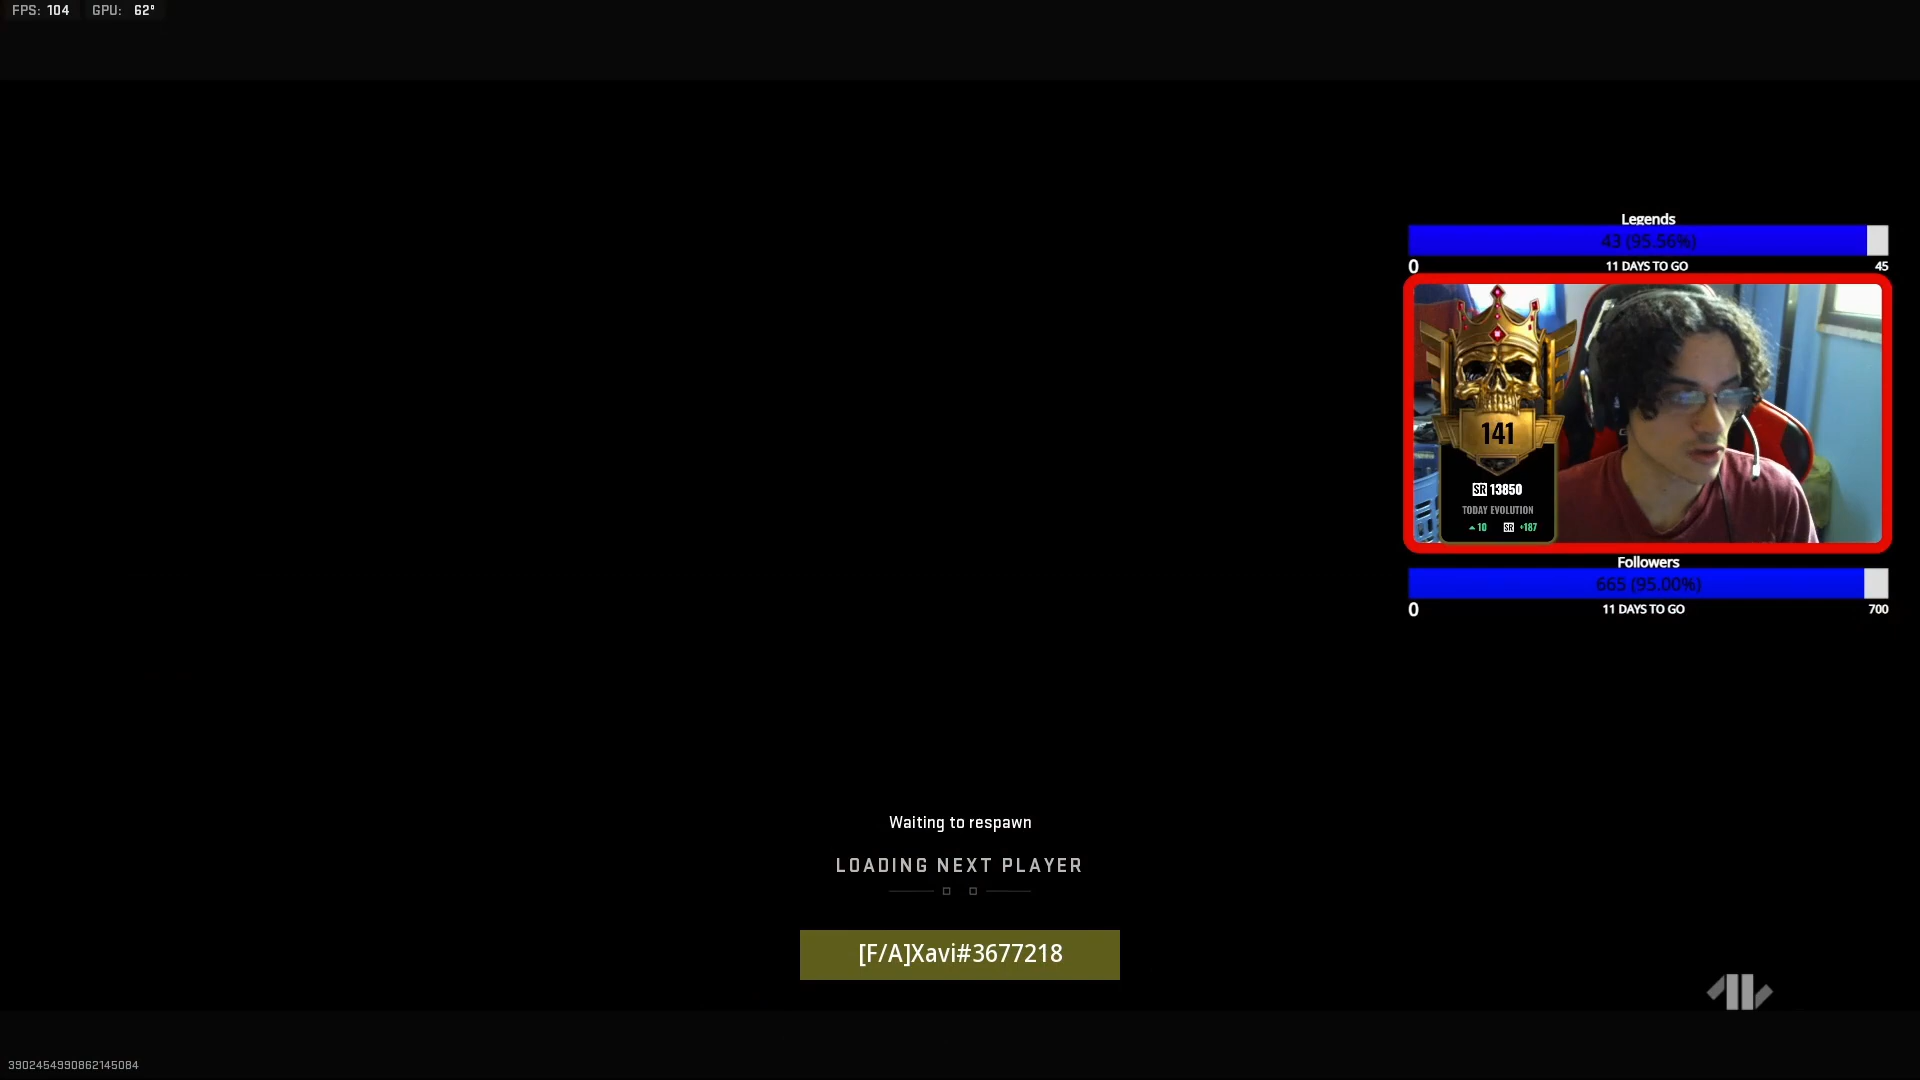 FPS: 104 GPU: 62°
Legends
43 (95.56%)
0 11 DAYS TO GO 45
141
SR 13850
TODAY EVOLUTION
10 SR +187
Followers
665 (95.00%)
0 11 DAYS TO GO 700
Waiting to respawn
LOADING NEXT PLAYER
[F/A]Xavi#3677218
3902454990862145084